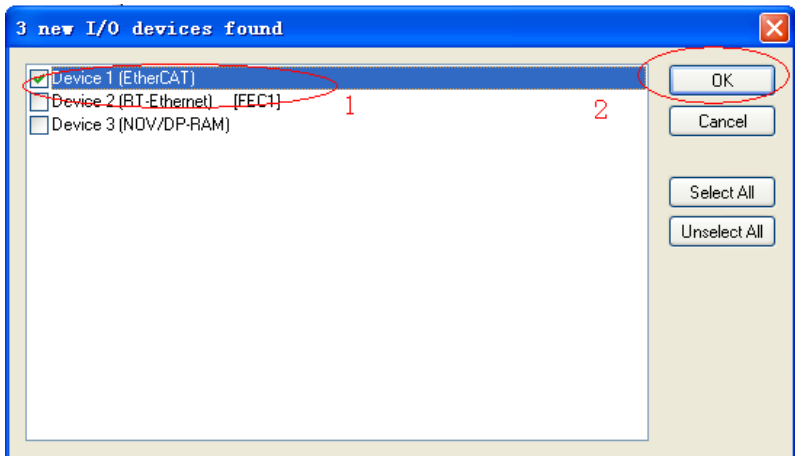 3 new I/O devices found
Device 1 (EtherCAT)
Device 2 (RT-Ethernet) [FEC1]
Device 3 (NOV/DP-RAM)
1
2
OK
Cancel
Select All
Unselect All